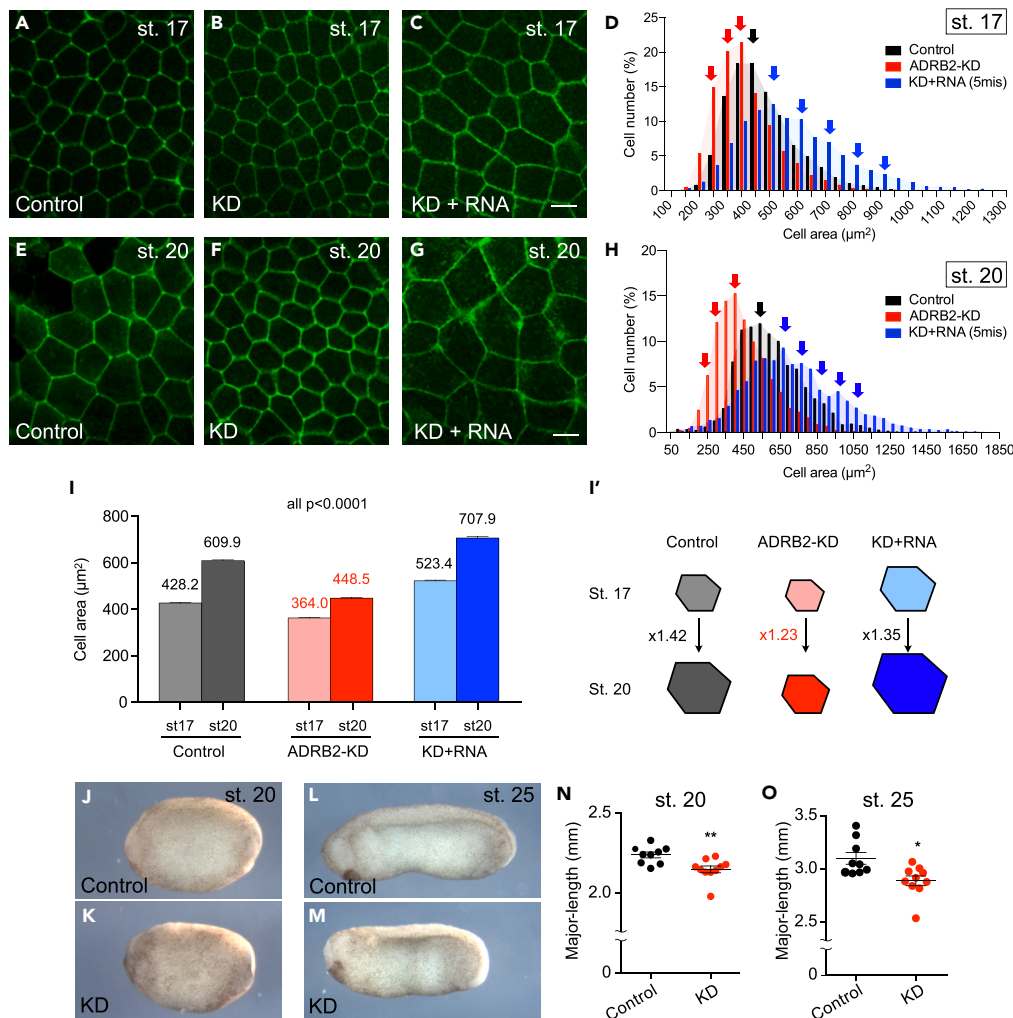 A
st. 17
Control
B
st. 17
KD
C
st. 17
KD + RNA
D
st. 17
Cell number (%)
25
20
15
10
5
0
Control
ADRB2-KD
KD+RNA (5mis)
100 200 300 400 500 600 700 800 900 1000 1100 1200 1300
Cell area (μm2)
E
st. 20
Control
F
st. 20
KD
G
st. 20
KD + RNA
H
st. 20
Cell number (%)
20
15
10
5
0
Control
ADRB2-KD
KD+RNA (5mis)
50 250 450 650 850 1050 1250 1450 1650 1850
Cell area (μm2)
I
all p<0.0001
Cell area (μm2)
800
600
400
200
0
428.2
609.9
364.0
448.5
523.4
707.9
st17 st20 st17 st20 st17 st20
Control ADRB2-KD KD+RNA
I'
Control ADRB2-KD KD+RNA
St. 17
x1.42 x1.23 x1.35
St. 20
J
st. 20
Control
K
KD
L
st. 25
Control
M
KD
N
st. 20
Major-length (mm)
2.5
2.0
0
**
Control KD
O
st. 25
Major-length (mm)
3.5
3.0
2.5
0
*
Control KD